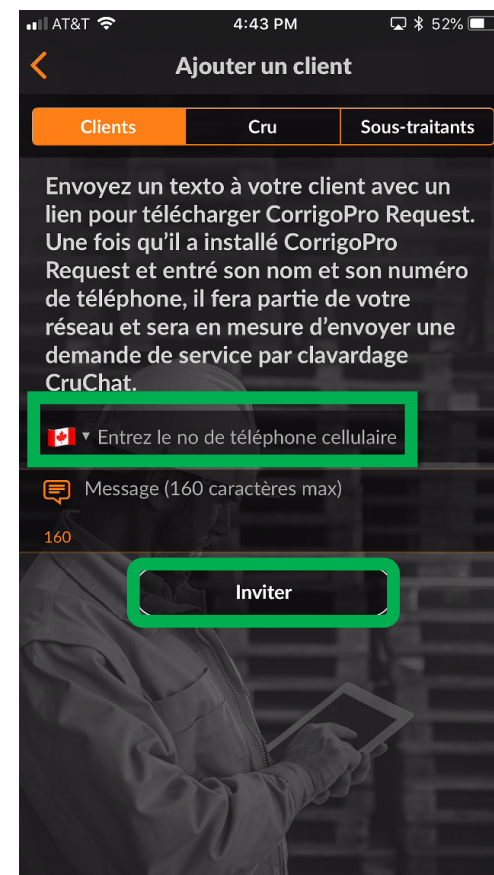 AT&T 4:43 PM 52%
Ajouter un client
Clients Cru Sous-traitants
Envoyez un texto à votre client avec un
lien pour télécharger CorrigoPro Request.
Une fois qu'il a installé CorrigoPro
Request et entré son nom et son numéro
de téléphone, il fera partie de votre
réseau et sera en mesure d'envoyer une
demande de service par clavardage
CruChat.
Entrez le no de téléphone cellulaire
Message (160 caractères max)
160
Inviter